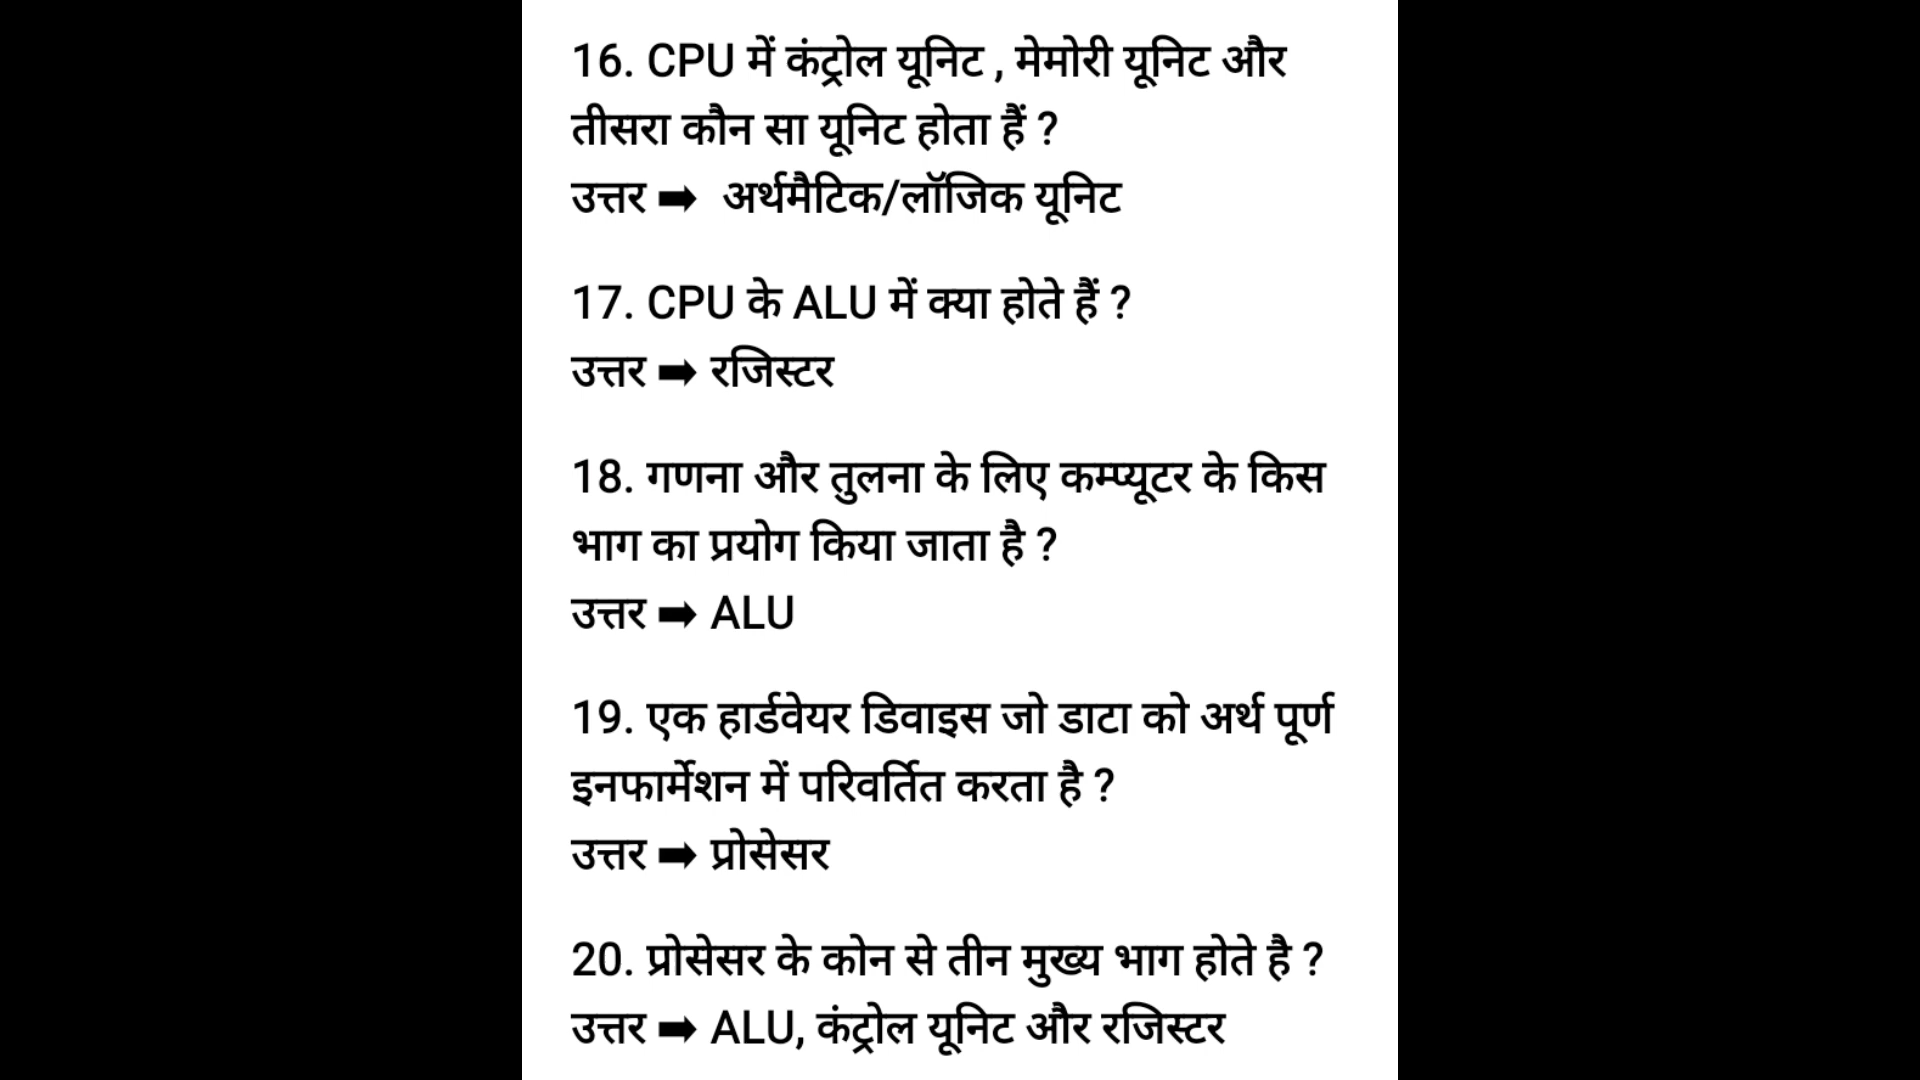 16. CPU में कंट्रोल यूनिट , मेमोरी यूनिट और
तीसरा कौन सा यूनिट होता हैं ?
उत्तर ➡ अर्थमैटिक/लॉजिक यूनिट
17. CPU के ALU में क्या होते हैं ?
उत्तर ➡ रजिस्टर
18. गणना और तुलना के लिए कम्प्यूटर के किस
भाग का प्रयोग किया जाता है ?
उत्तर ➡ ALU
19. एक हार्डवेयर डिवाइस जो डाटा को अर्थ पूर्ण
इनफार्मेशन में परिवर्तित करता है ?
उत्तर ➡ प्रोसेसर
20. प्रोसेसर के कोन से तीन मुख्य भाग होते है ?
उत्तर ➡ ALU, कंट्रोल यूनिट और रजिस्टर